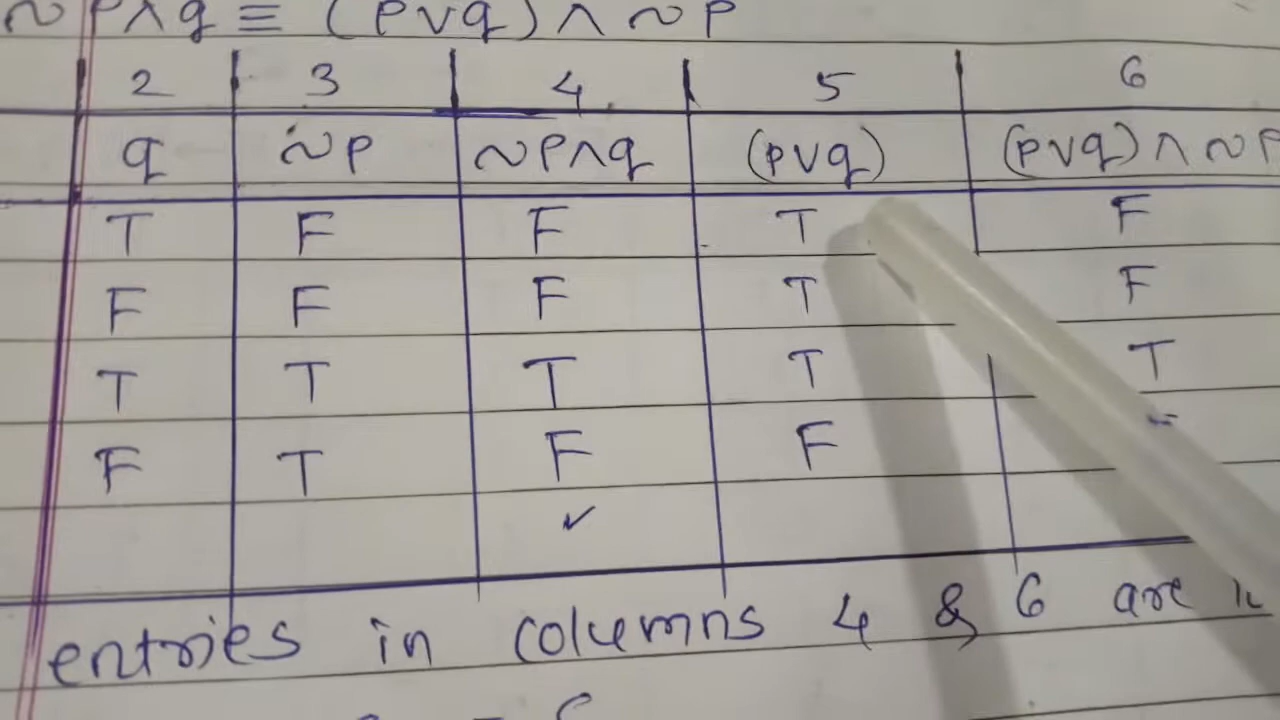 ~p∧q ≡ (p∨q)∧~p
2 3 4 5 6
q ~p ~p∧q (p∨q) (p∨q)∧~p
T F F T F
F F F T F
T T T T T
F T F F
✓
entries in columns 4 & 6 are